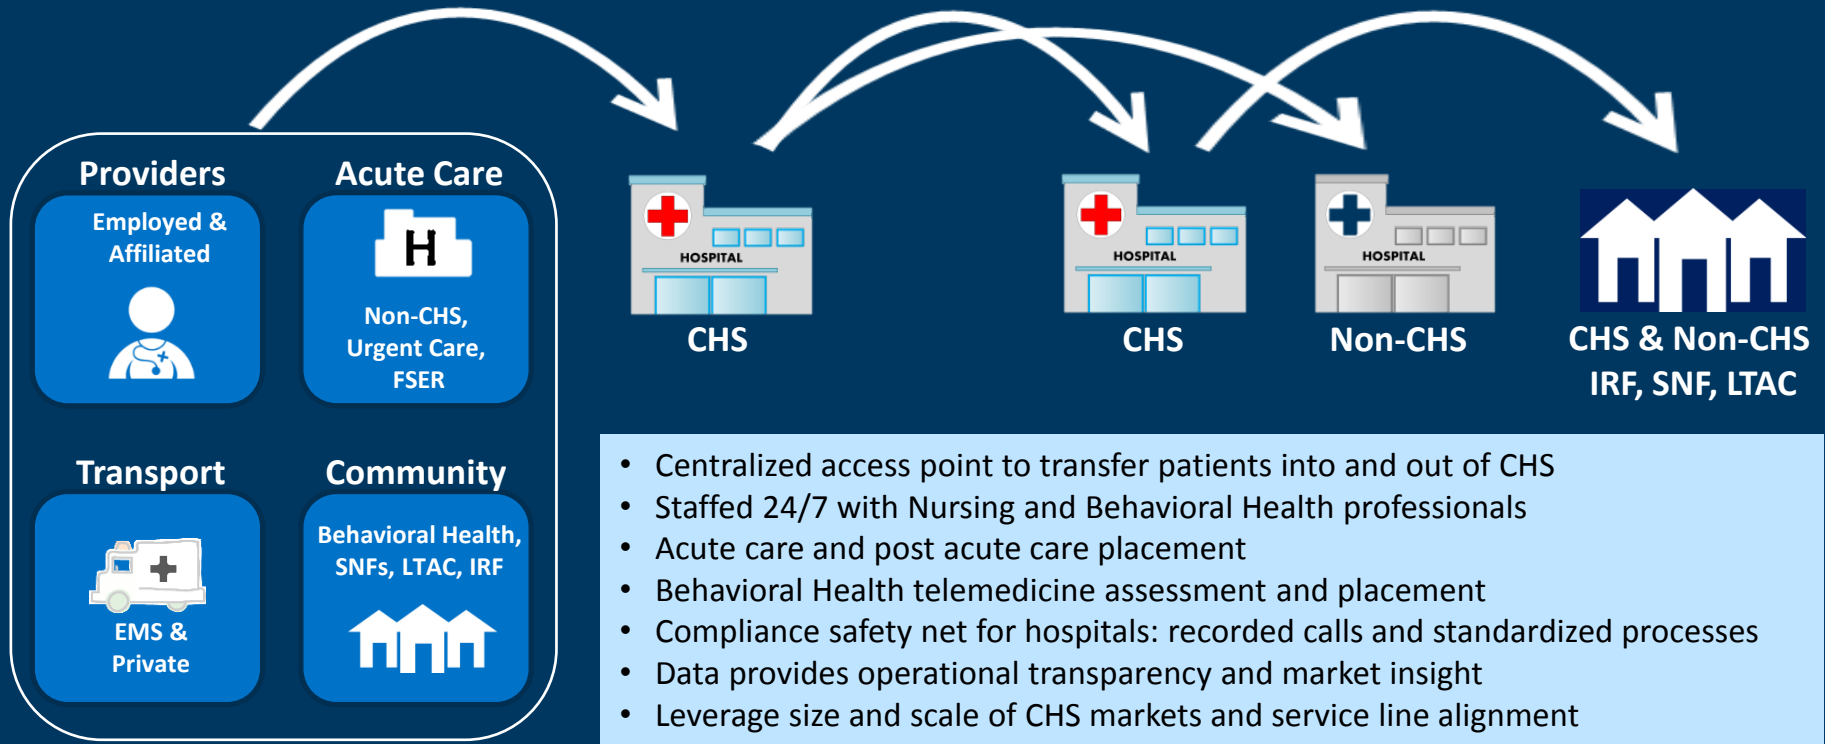 Providers
Employed &
Affiliated
Acute Care
H
Non-CHS,
Urgent Care,
FSER
Transport
EMS &
Private
Community
Behavioral Health,
SNFs, LTAC, IRF
HOSPITAL
CHS
HOSPITAL
CHS
HOSPITAL
Non-CHS
CHS & Non-CHS
IRF, SNF, LTAC
• Centralized access point to transfer patients into and out of CHS
• Staffed 24/7 with Nursing and Behavioral Health professionals
• Acute care and post acute care placement
• Behavioral Health telemedicine assessment and placement
• Compliance safety net for hospitals: recorded calls and standardized processes
• Data provides operational transparency and market insight
• Leverage size and scale of CHS markets and service line alignment